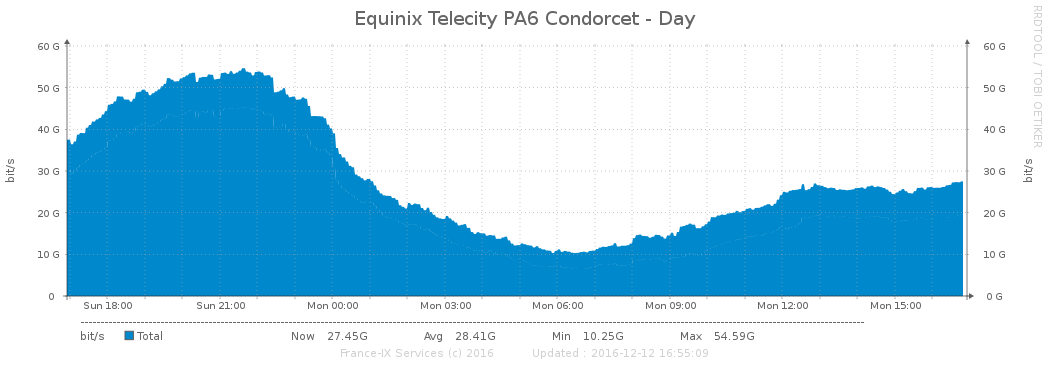 Equinix Telecity PA6 Condorcet - Day
RRDTOOL / TOBI OETIKER
60 G 60 G
50 G 50 G
40 G 40 G
30 G 30 G
20 G 20 G
10 G 10 G
0 0 G
bit/s
bit/s
Sun 18:00 Sun 21:00 Mon 00:00 Mon 03:00 Mon 06:00 Mon 09:00 Mon 12:00 Mon 15:00
bit/s Total Now 27.45G Avg 28.41G Min 10.25G Max 54.59G
France-IX Services (c) 2016 Updated : 2016-12-12 16:55:09